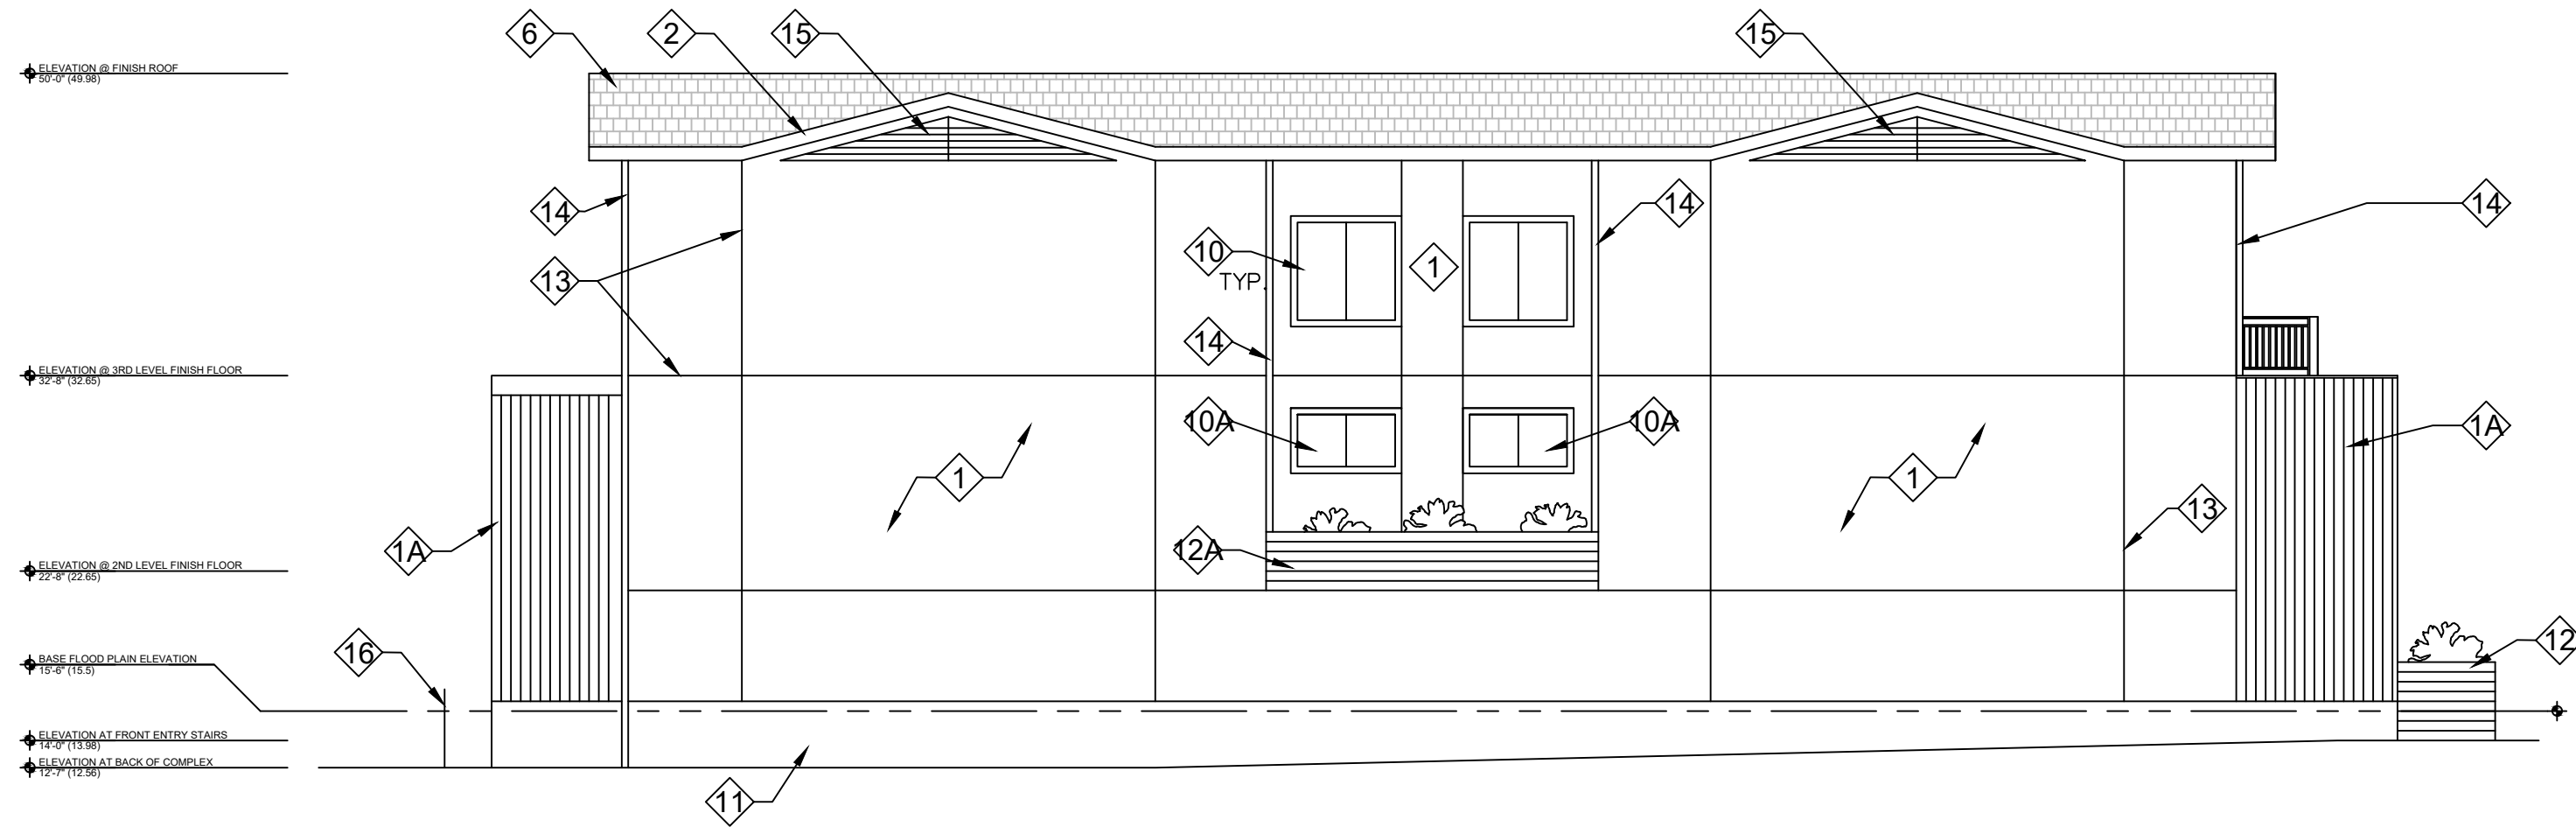 6
2
15
15
ELEVATION @ FINISH ROOF
50'-0" (49.98)
14
14
14
10
TYP.
1
13
14
ELEVATION @ 3RD LEVEL FINISH FLOOR
32'-8" (32.65)
10A
10A
1A
1
1
13
1A
12A
ELEVATION @ 2ND LEVEL FINISH FLOOR
22'-8" (22.65)
16
12
BASE FLOOD PLAIN ELEVATION
15'-6" (15.5)
ELEVATION AT FRONT ENTRY STAIRS
14'-0" (13.98)
ELEVATION AT BACK OF COMPLEX
12'-7" (12.56)
11